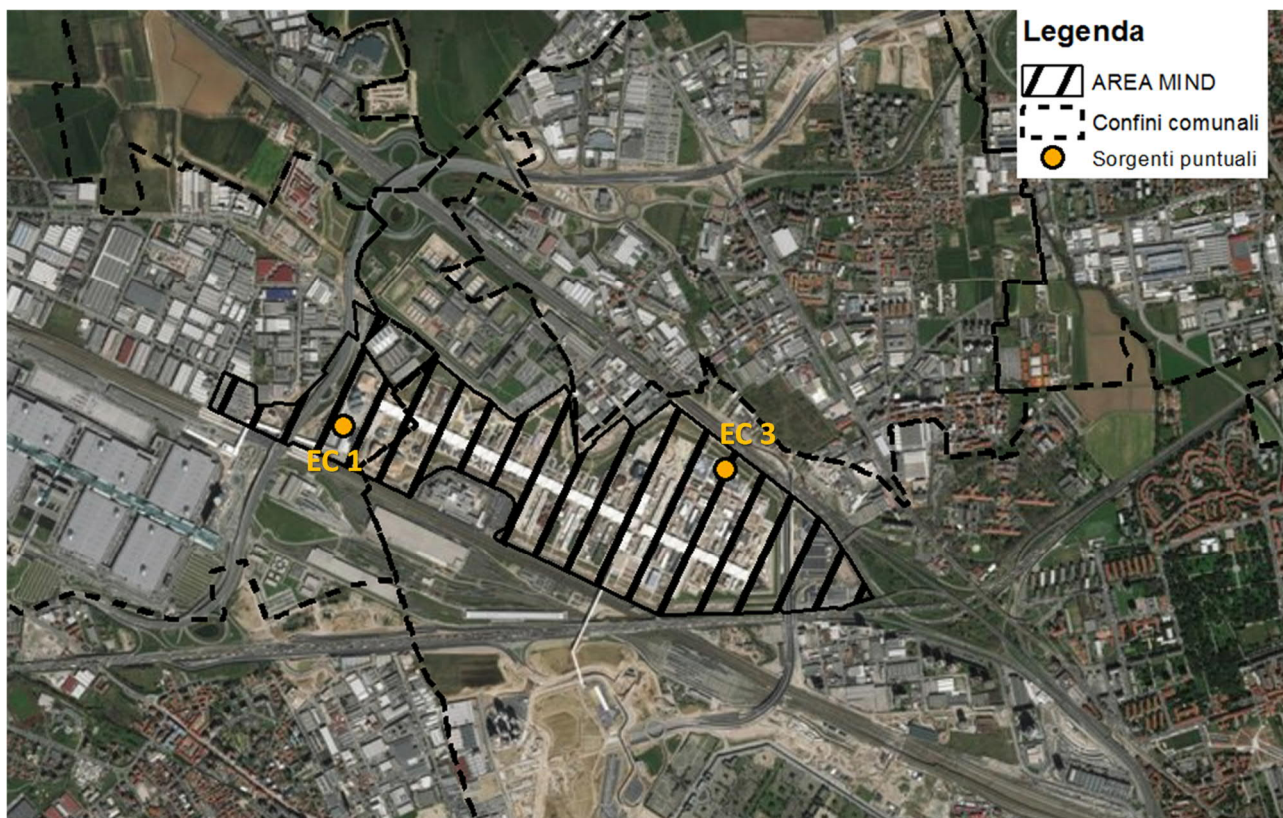 Legenda
AREA MIND
Confini comunali
Sorgenti puntuali
EC 1
EC 3